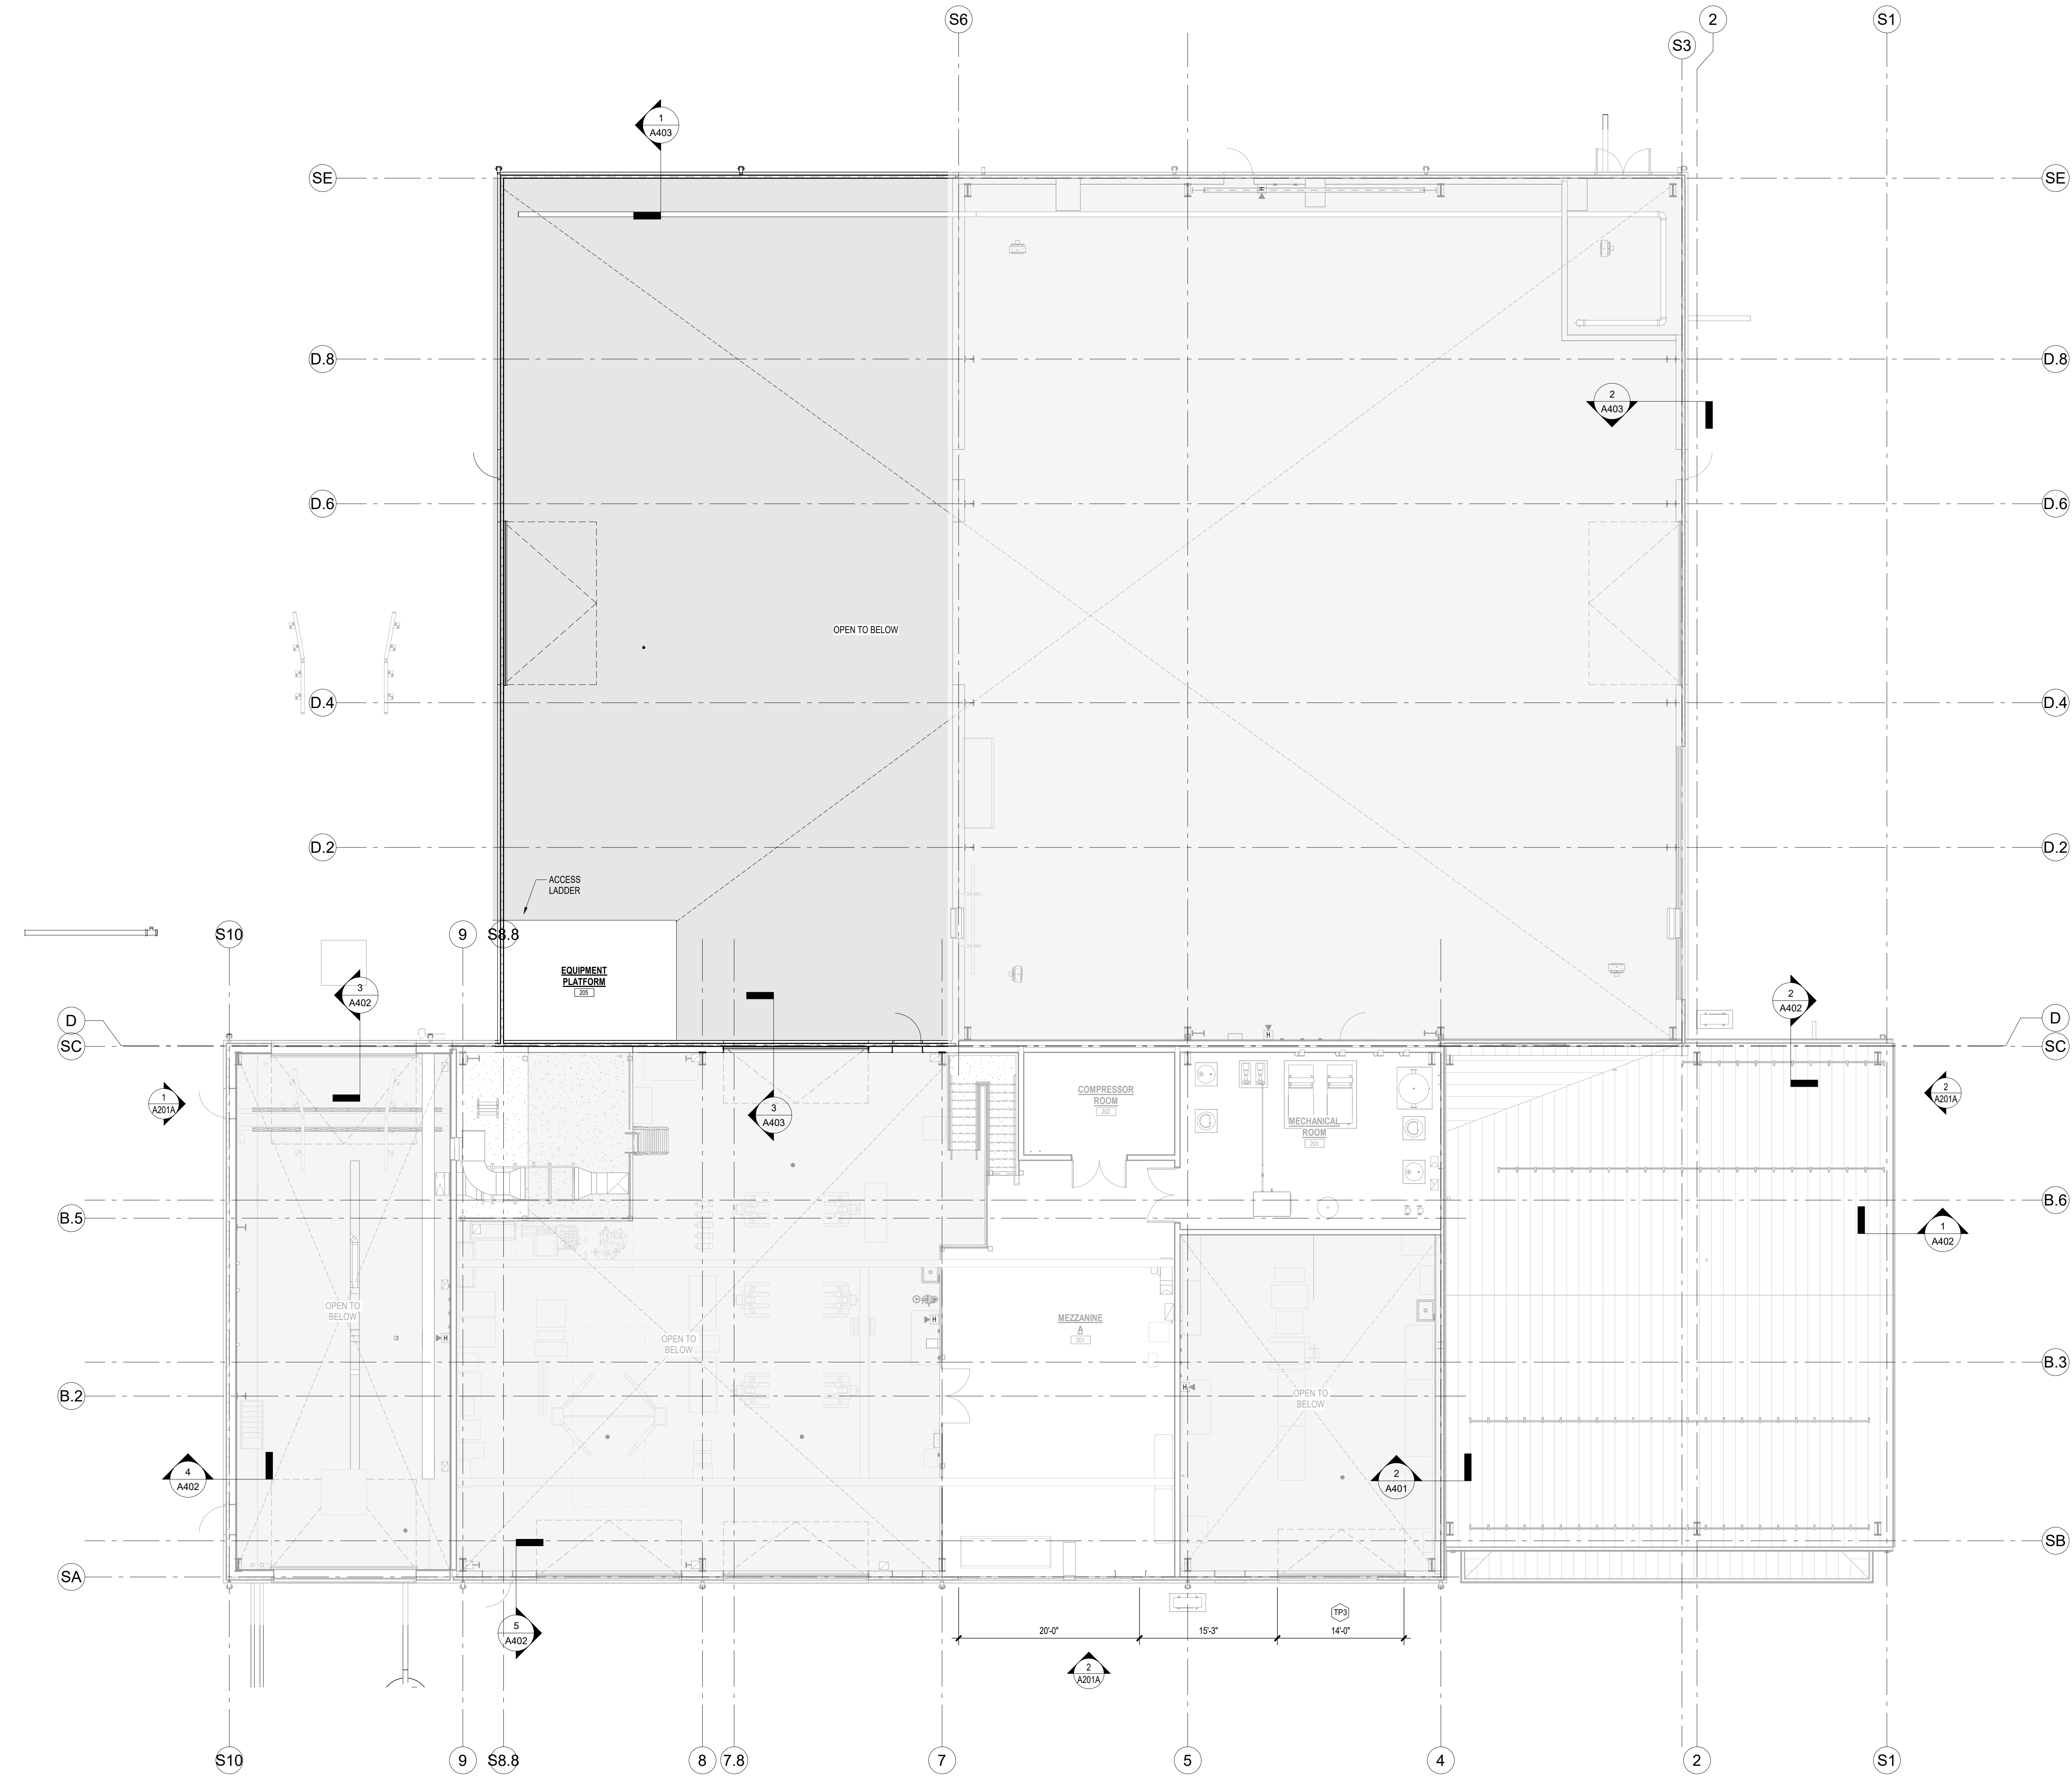 S6
2
S1
S3
1
A403
SE
SE
D.8
D.8
2
A403
D.6
D.6
OPEN TO BELOW
D.4
D.4
D.2
D.2
ACCESS
LADDER
S10
9
S8.8
EQUIPMENT
PLATFORM
205
3
A402
2
A402
D
D
SC
SC
1
A201A
3
A403
COMPRESSOR
ROOM
202
MECHANICAL
ROOM
203
2
A201A
B.5
B.6
1
A402
OPEN TO
BELOW
OPEN TO
BELOW
MEZZANINE
A
201
H
H
H
H
H
B.3
B.2
OPEN TO
BELOW
4
A402
2
A401
SB
SA
5
A402
20'-0"
15'-3"
14'-0"
TP3
2
A201A
S10
9
S8.8
8
7.8
7
5
4
2
S1